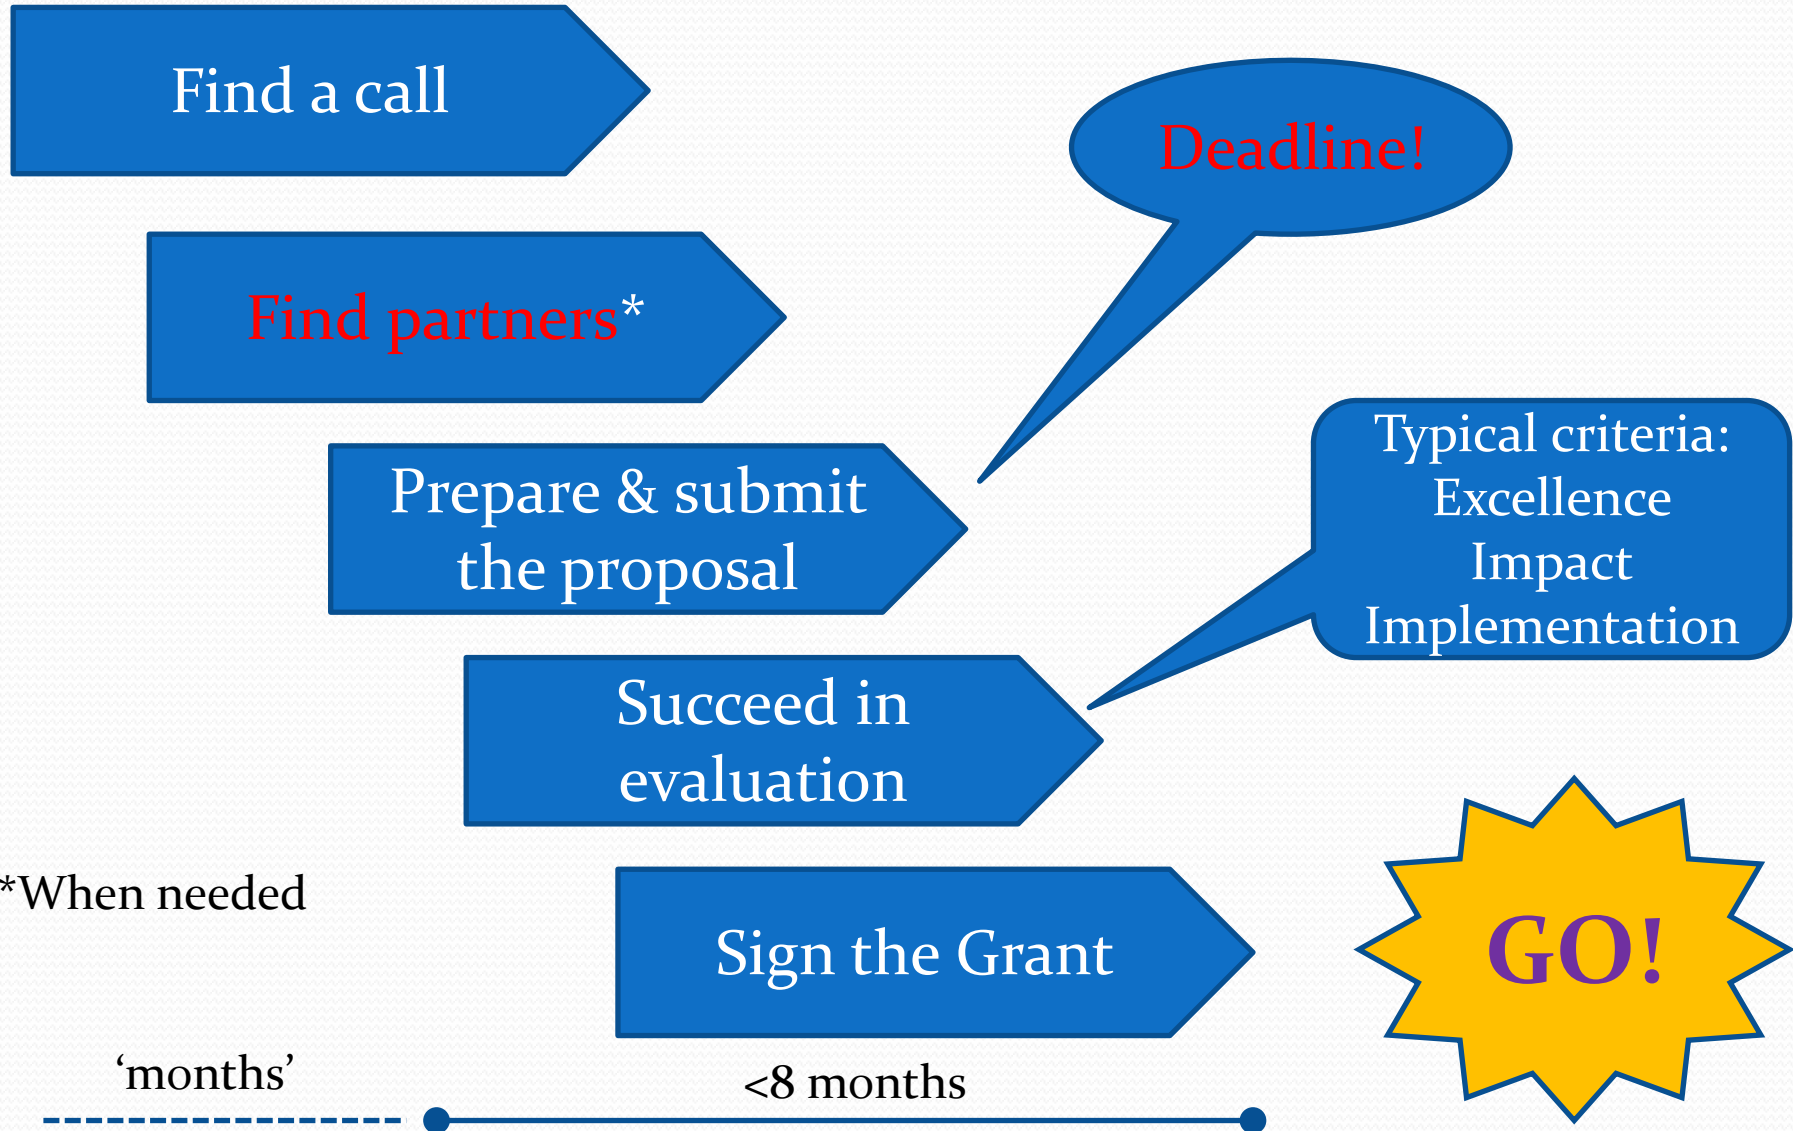 Find a call
Deadline!
Find partners*
Prepare & submit
the proposal
Typical criteria:
Excellence
Impact
Implementation
Succeed in
evaluation
*When needed
Sign the Grant
GO!
‘months’
<8 months